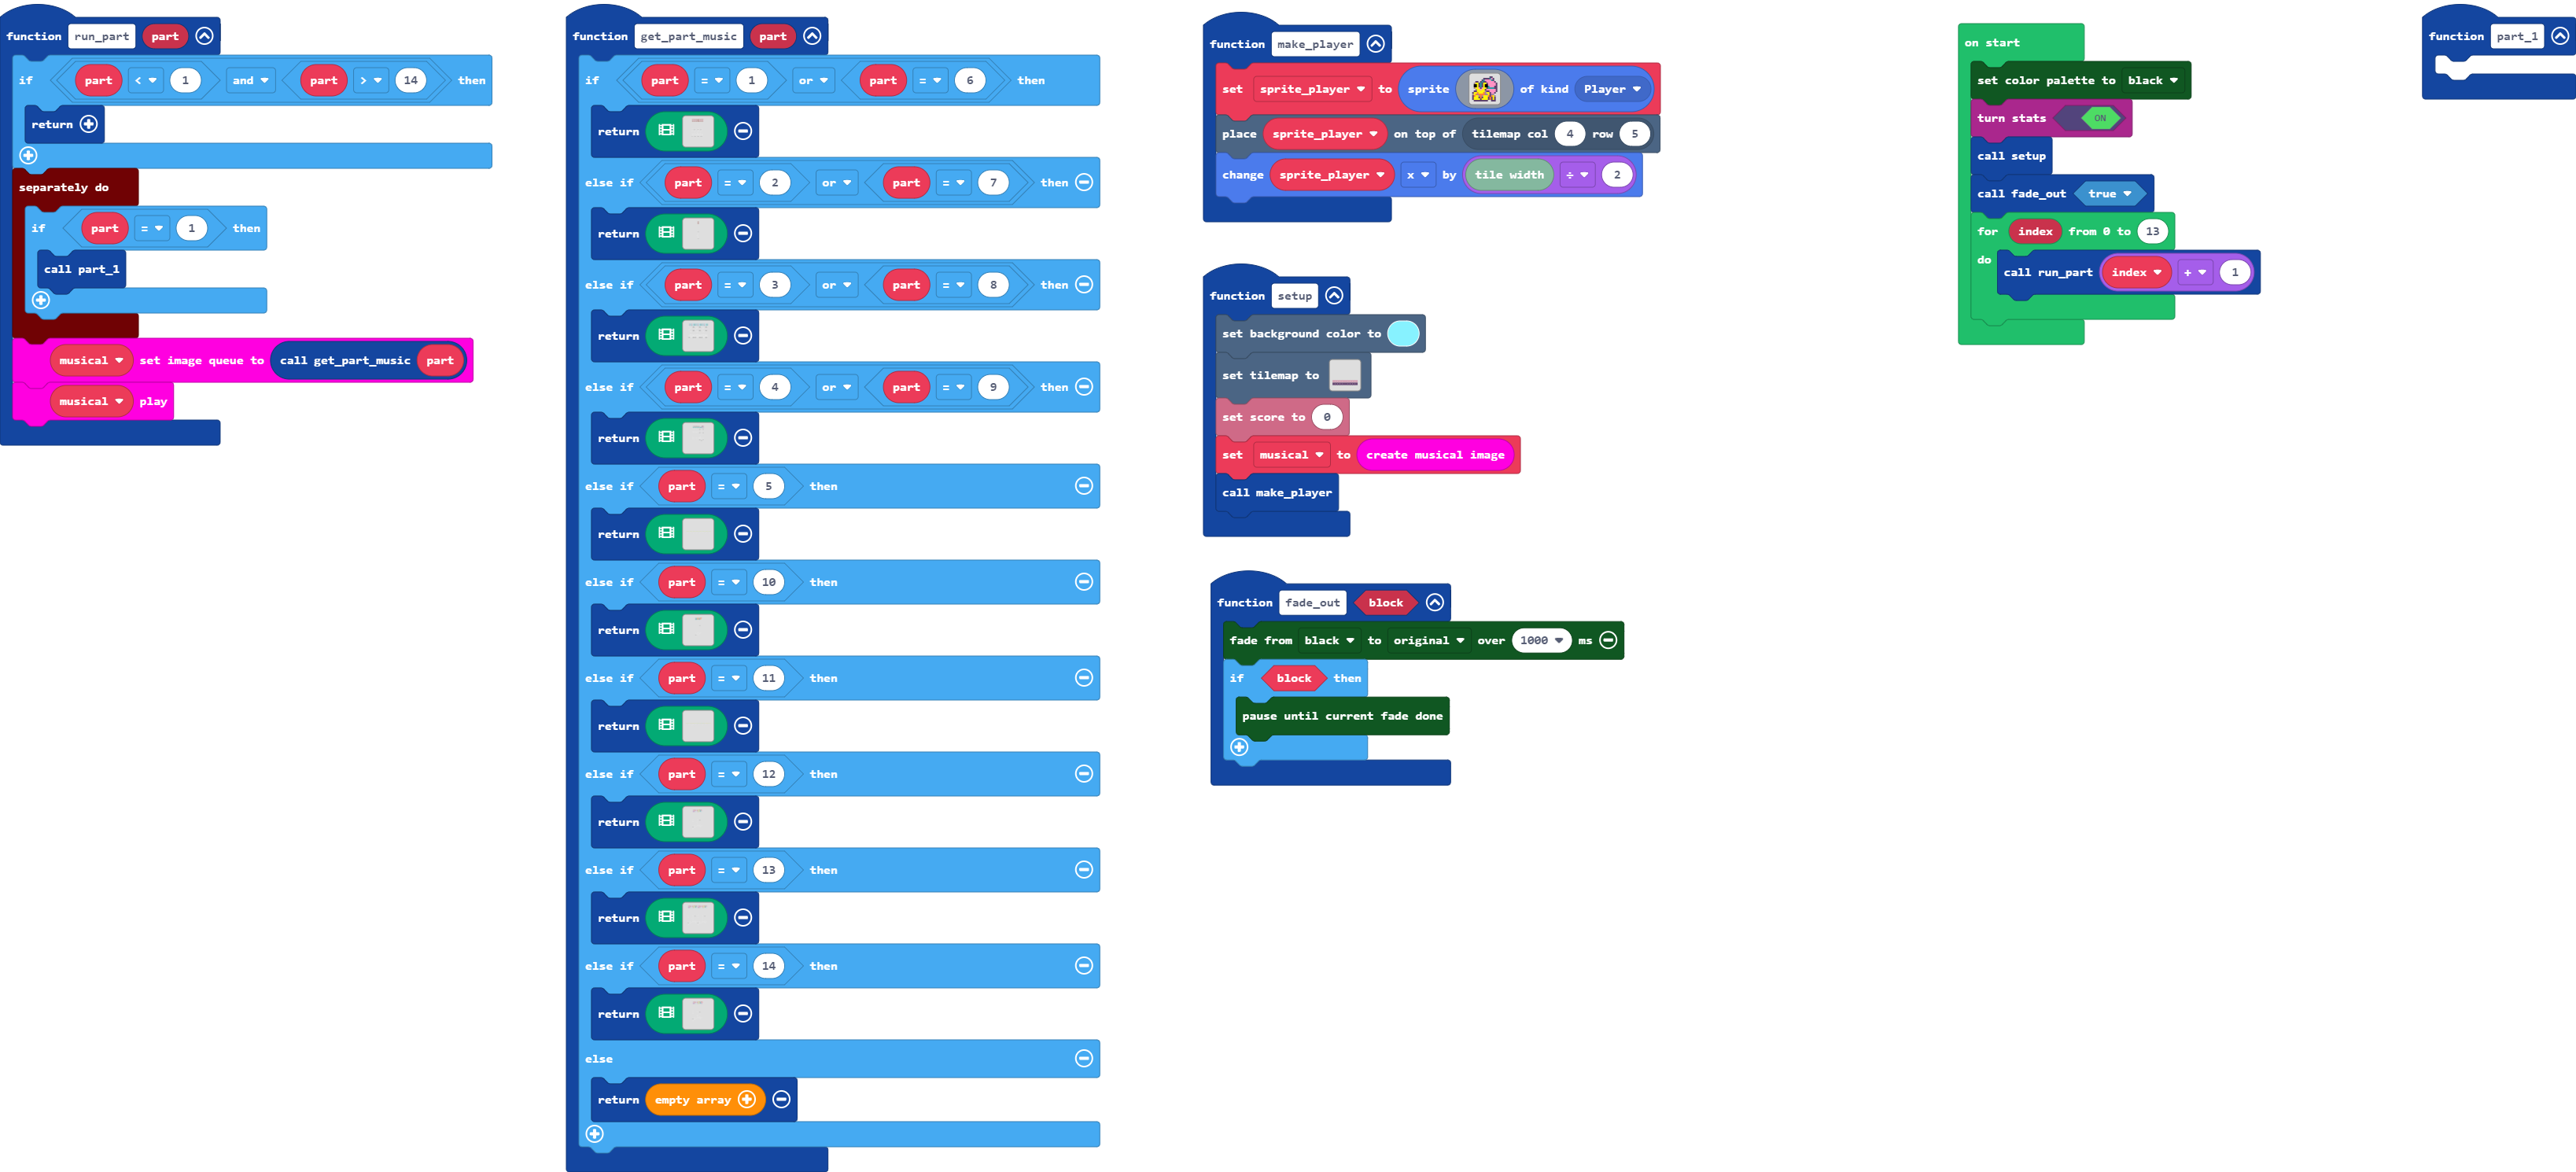 function run_part part
if part < 1 and part > 14 then
return
separately do
if part = 1 then
call part_1
musical set image queue to call get_part_music part
musical play
function get_part_music part
if part = 1 or part = 6 then
return
else if part = 2 or part = 7 then
return
else if part = 3 or part = 8 then
return
else if part = 4 or part = 9 then
return
else if part = 5 then
return
else if part = 10 then
return
else if part = 11 then
return
else if part = 12 then
return
else if part = 13 then
return
else if part = 14 then
return
else
return empty array
function make_player
set sprite_player to sprite of kind Player
place sprite_player on top of tilemap col 4 row 5
change sprite_player x by tile width ÷ 2
function setup
set background color to
set tilemap to
set score to 0
set musical to create musical image
call make_player
function fade_out block
fade from black to original over 1000 ms
if block then
pause until current fade done
on start
set color palette to black
turn stats ON
call setup
call fade_out true
for index from 0 to 13
do call run_part index + 1
function part_1